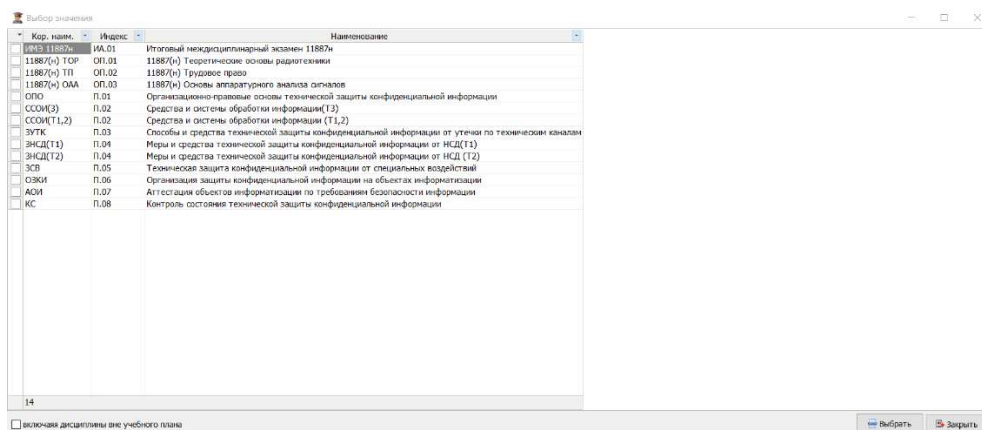 Выбор значения
Кор. наим. Индекс Наименование
ИМЭ 11887н ИА.01 Итоговый междисциплинарный экзамен 11887н
11887(н) ТОР ОП.01 11887(н) Теоретические основы радиотехники
11887(н) ТП ОП.02 11887(н) Трудовое право
11887(н) ОАА ОП.03 11887(н) Основы аппаратурного анализа сигналов
ОПО П.01 Организационно-правовые основы технической защиты конфиденциальной информации
ССОИ(3) П.02 Средства и системы обработки информации(Т3)
ССОИ(Т1,2) П.02 Средства и системы обработки информации (Т1,2)
ЗУТК П.03 Способы и средства технической защиты конфиденциальной информации от утечки по техническим каналам
ЗНСД(Т1) П.04 Меры и средства технической защиты конфиденциальной информации от НСД(Т1)
ЗНСД(Т2) П.04 Меры и средства технической защиты конфиденциальной информации от НСД (Т2)
ЗСВ П.05 Техническая защита конфиденциальной информации от специальных воздействий
ОЗКИ П.06 Организация защиты конфиденциальной информации на объектах информатизации
АОИ П.07 Аттестация объектов информатизации по требованиям безопасности информации
КС П.08 Контроль состояния технической защиты конфиденциальной информации
14
включая дисциплины вне учебного плана Выбрать Закрыть